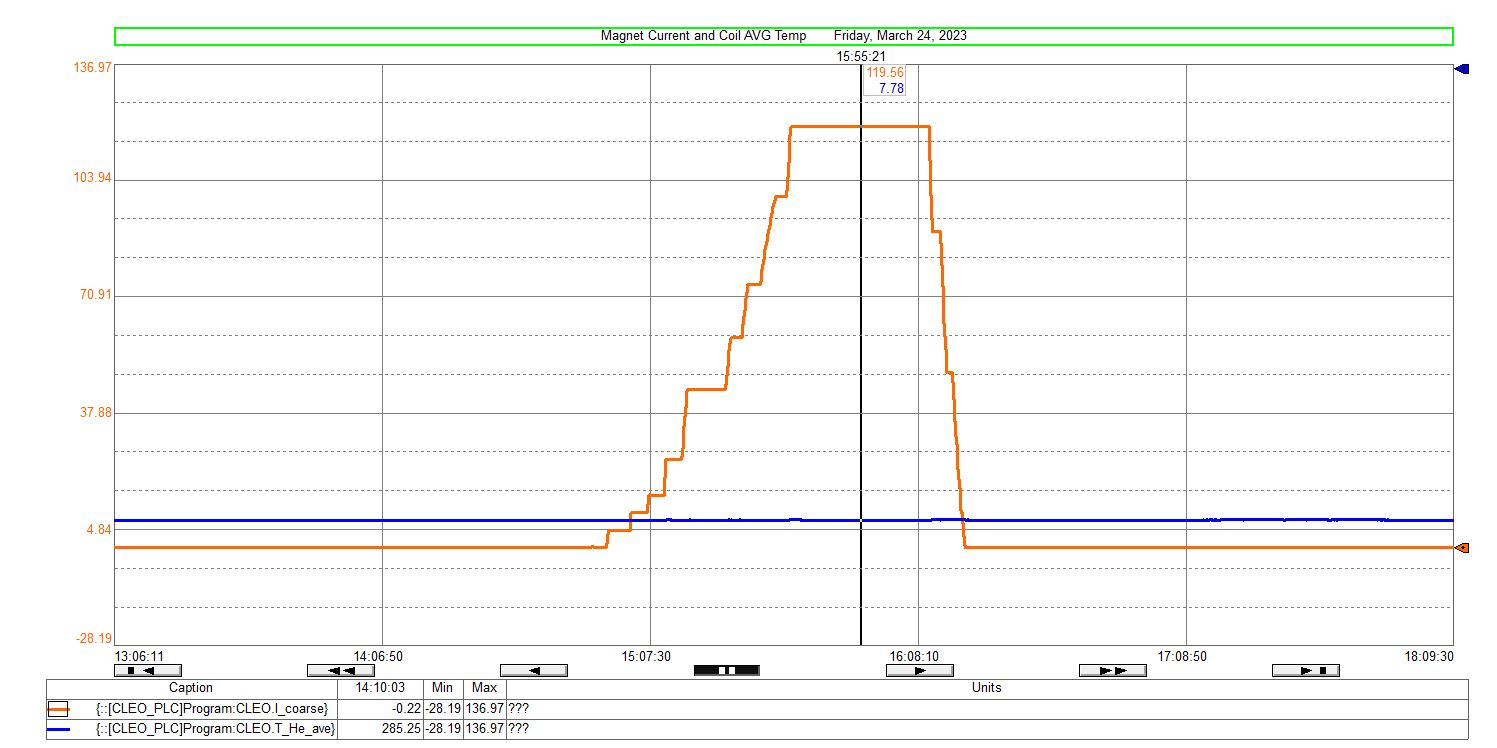 Magnet Current and Coil AVG Temp Friday, March 24, 2023
15:55:21
136.97
119.56
7.78
103.94
70.91
37.88
4.84
-28.19
13:06:11 14:06:50 15:07:30 16:08:10 17:08:50 18:09:30
Caption 14:10:03 Min Max Units
{::[CLEO_PLC]Program:CLEO.I_coarse} -0.22 -28.19 136.97 ???
{::[CLEO_PLC]Program:CLEO.T_He_ave} 285.25 -28.19 136.97 ???